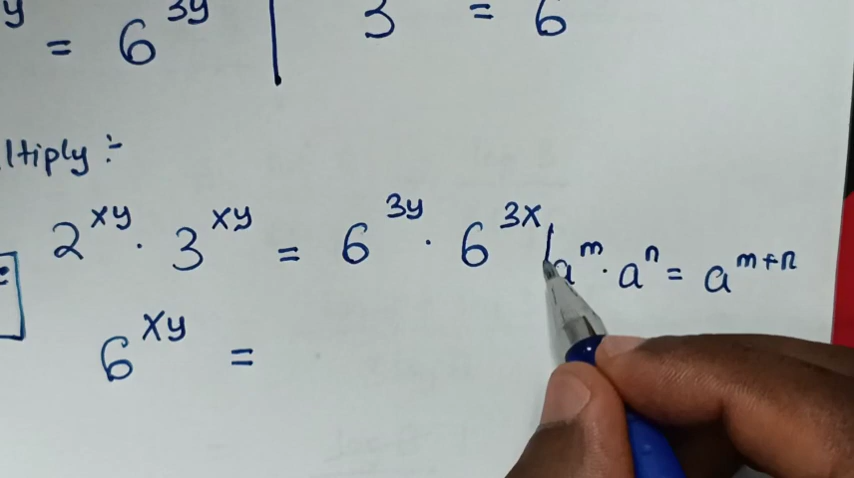 y = 6^3y | 3 = 6
ltiply :-
2^xy · 3^xy = 6^3y · 6^3x | a^m · a^n = a^m+n
6^xy =